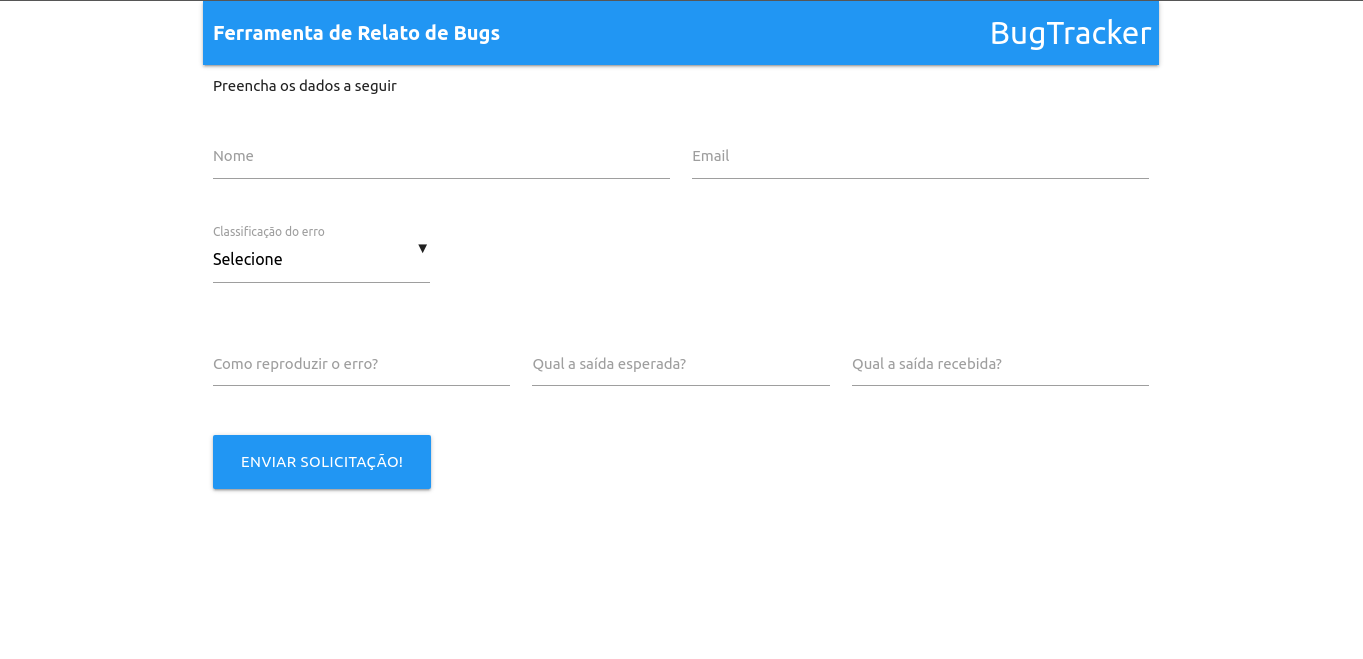 Ferramenta de Relato de Bugs
BugTracker
Preencha os dados a seguir
Nome
Email
Classificação do erro
Selecione
Como reproduzir o erro?
Qual a saída esperada?
Qual a saída recebida?
ENVIAR SOLICITAÇÃO!